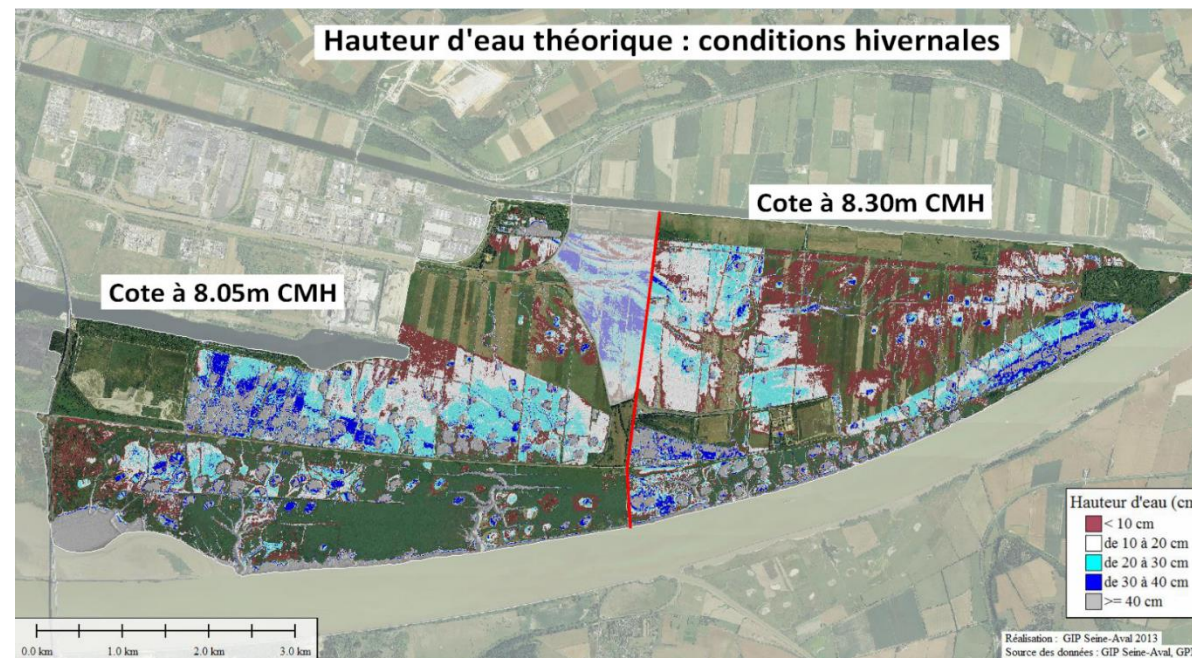 Hauteur d'eau théorique : conditions hivernales
Cote à 8.30m CMH
Cote à 8.05m CMH
Hauteur d'eau (cm
< 10 cm
de 10 à 20 cm
de 20 à 30 cm
de 30 à 40 cm
>= 40 cm
0.0 km 1.0 km 2.0 km 3.0 km
Réalisation : GIP Seine-Aval 2013
Source des données : GIP Seine-Aval,